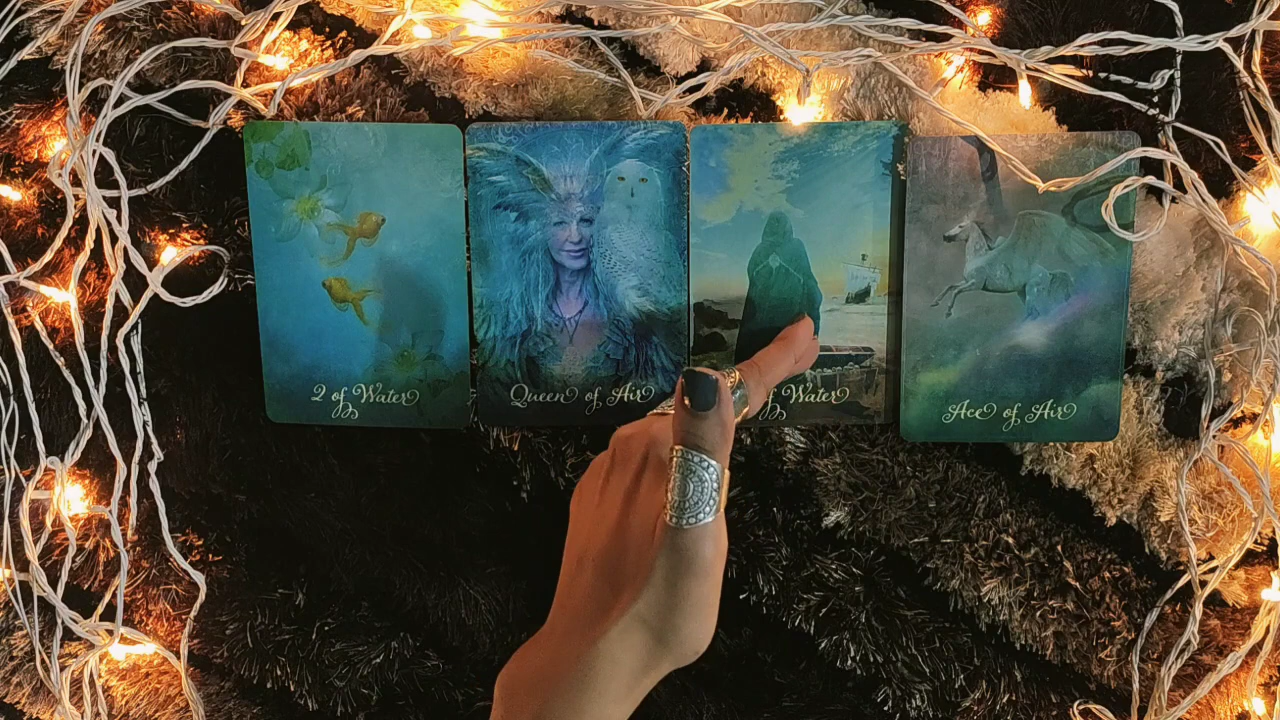 2 of Water
Queen of Air
of Water
Ace of Air